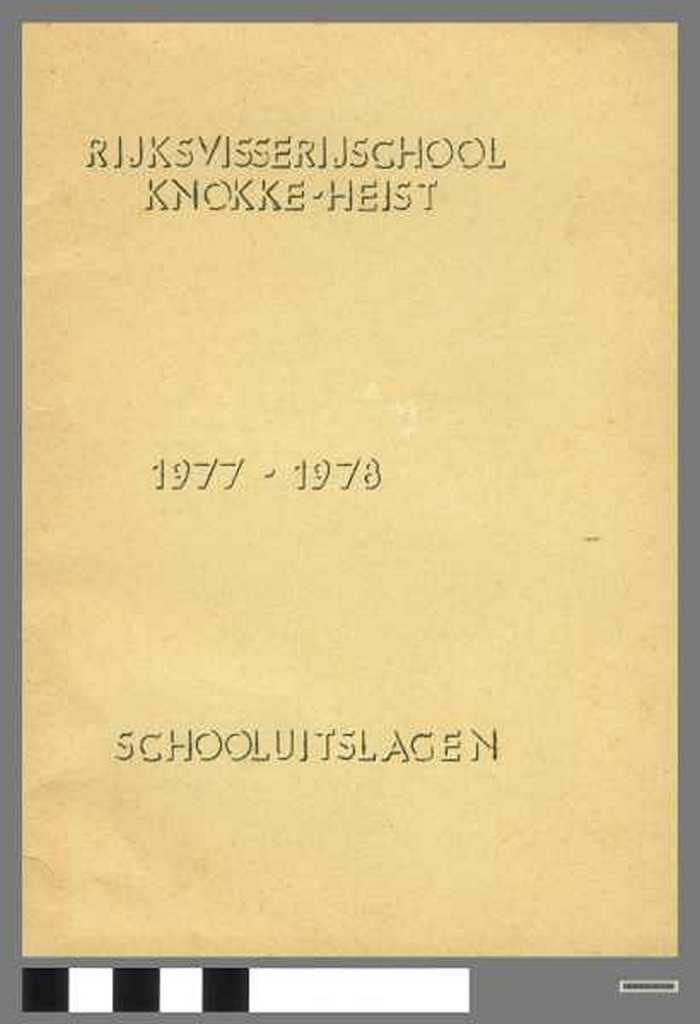 RIJKSVISSERIJSCHOOL
KNOKKE-HEIST
1977 - 1978
SCHOOLUITSLAGEN